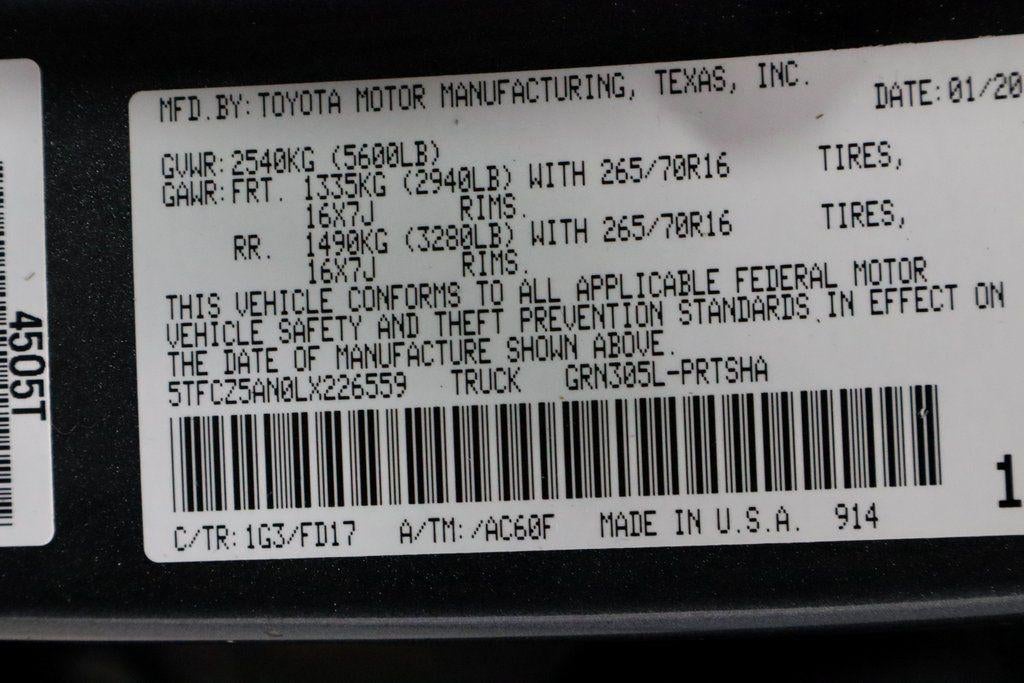 MFD.BY:TOYOTA MOTOR MANUFACTURING, TEXAS, INC. DATE:01/20
GVWR:2540KG (5600LB)
GAWR:FRT. 1335KG (2940LB) WITH 265/70R16 TIRES,
16X7J RIMS.
RR. 1490KG (3280LB) WITH 265/70R16 TIRES,
16X7J RIMS.
THIS VEHICLE CONFORMS TO ALL APPLICABLE FEDERAL MOTOR
VEHICLE SAFETY AND THEFT PREVENTION STANDARDS IN EFFECT ON
THE DATE OF MANUFACTURE SHOWN ABOVE.
5TFCZ5AN0LX226559 TRUCK GRN305L-PRTSHA
C/TR:1G3/FD17 A/TM:/AC60F MADE IN U.S.A. 914
1
4505T